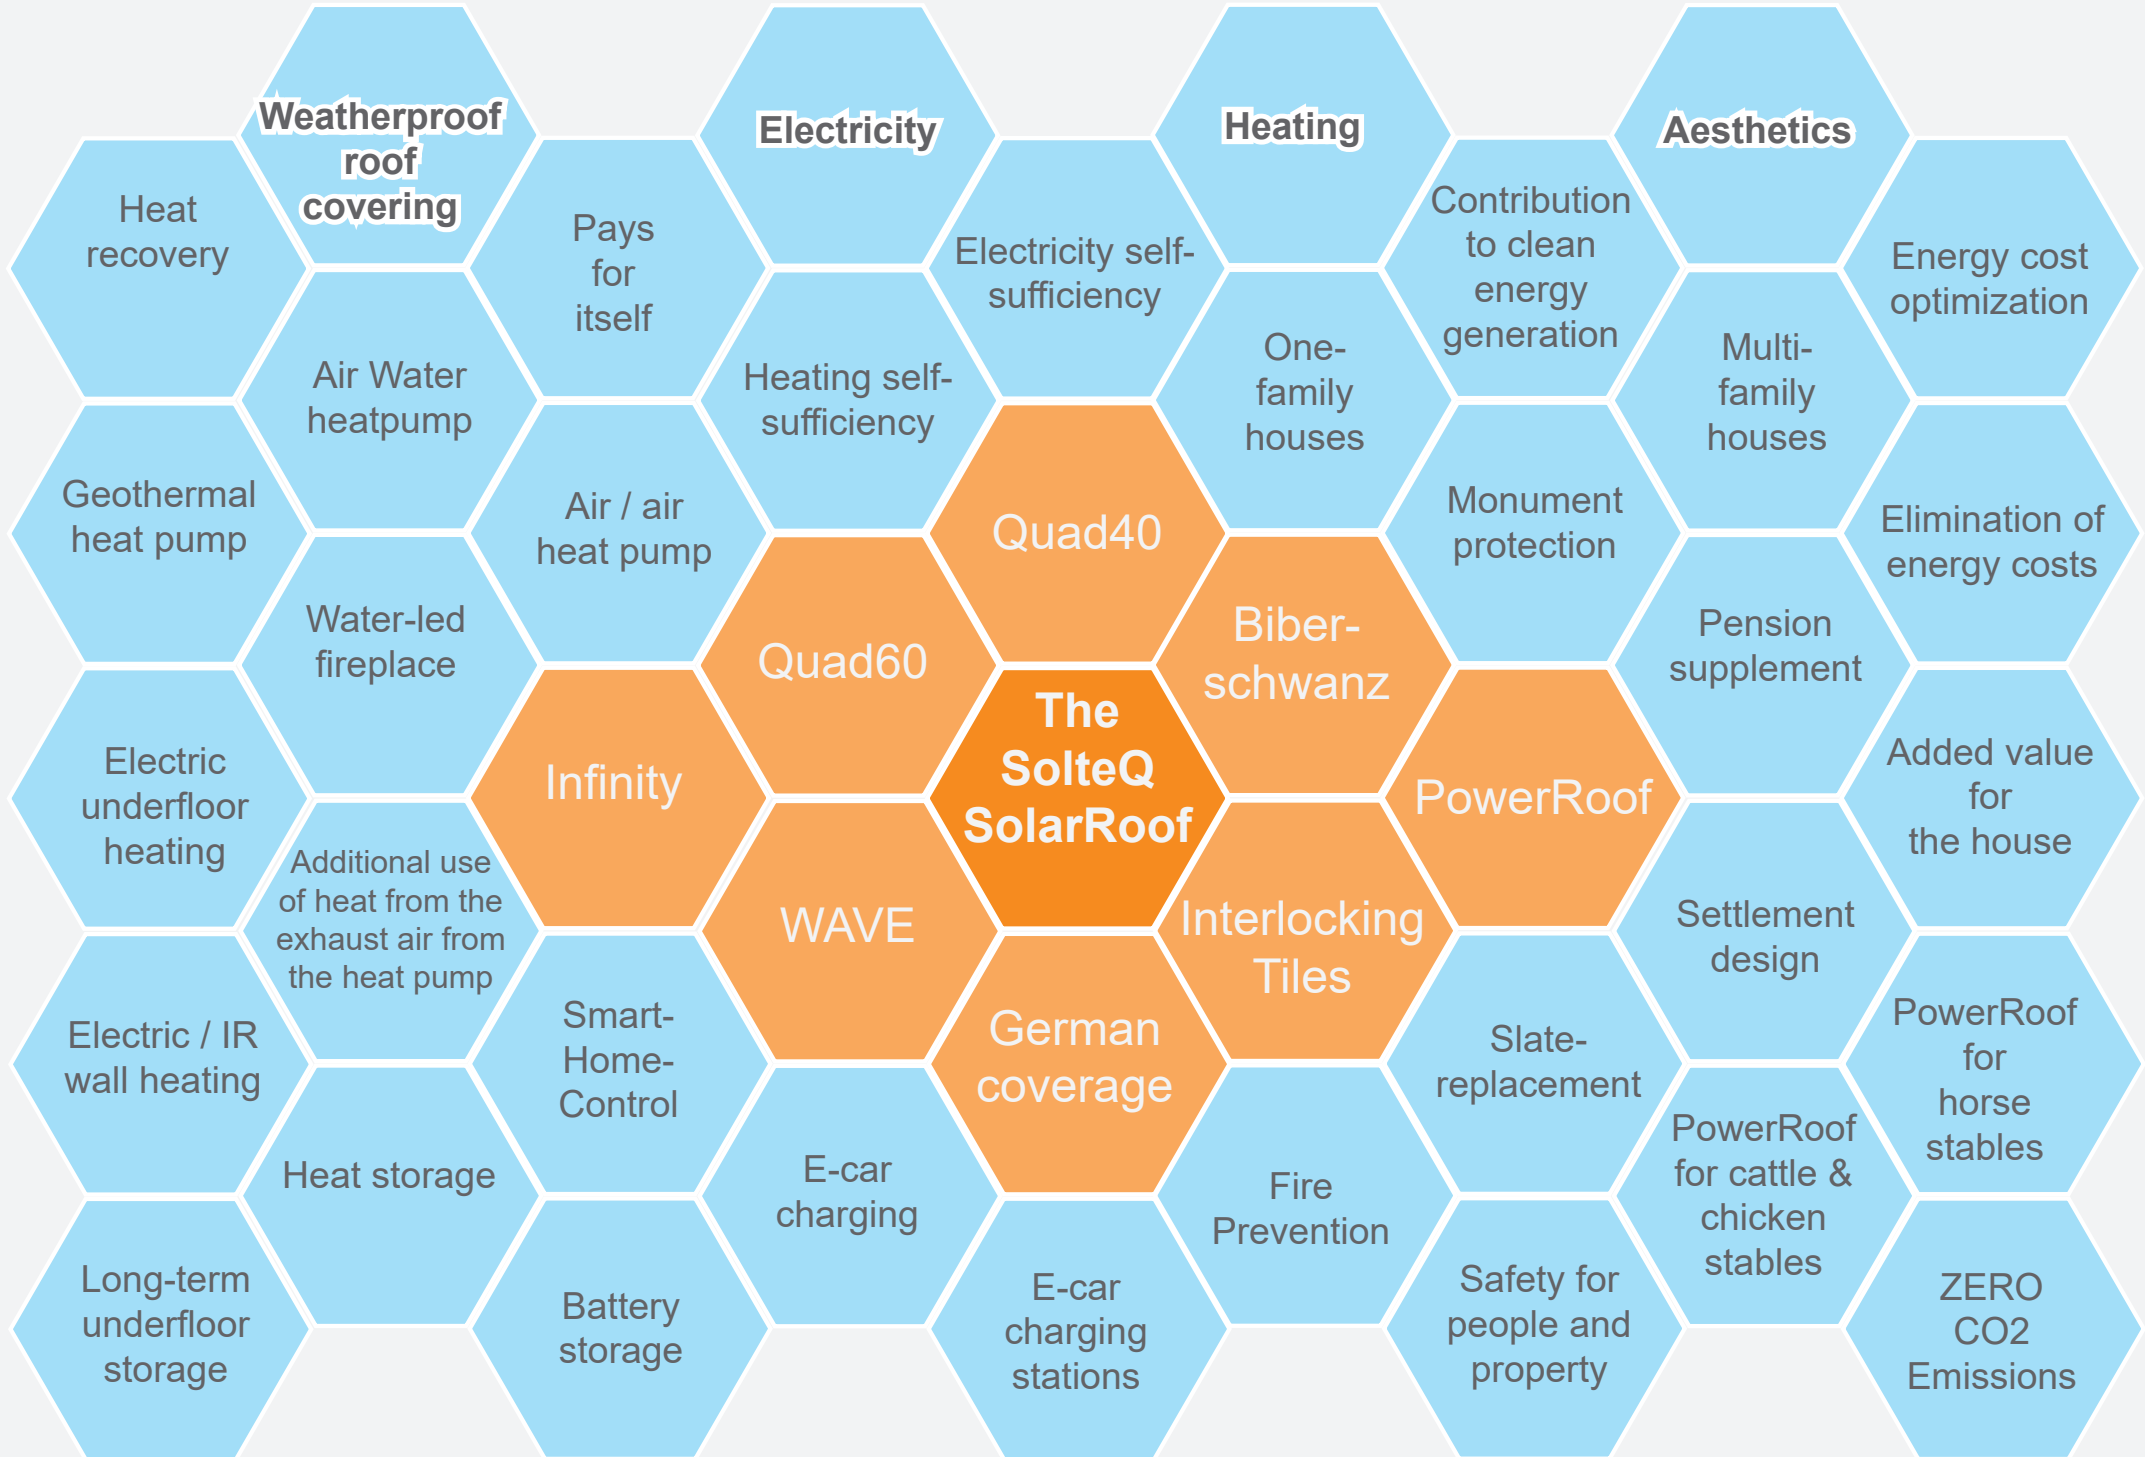 Weatherproof
roof
covering
Electricity
Heating
Aesthetics
Heat
recovery
Pays
for
itself
Electricity self-
sufficiency
Contribution
to clean
energy
generation
Energy cost
optimization
Air Water
heatpump
Heating self-
sufficiency
One-
family
houses
Multi-
family
houses
Geothermal
heat pump
Air / air
heat pump
Quad40
Monument
protection
Elimination of
energy costs
Water-led
fireplace
Quad60
Biber-
schwanz
Pension
supplement
Electric
underfloor
heating
Infinity
The
SolteQ
SolarRoof
PowerRoof
Added value
for
the house
Additional use
of heat from the
exhaust air from
the heat pump
WAVE
Interlocking
Tiles
Settlement
design
Electric / IR
wall heating
Smart-
Home-
Control
German
coverage
Slate-
replacement
PowerRoof
for
horse
stables
Heat storage
E-car
charging
Fire
Prevention
PowerRoof
for cattle &
chicken
stables
Long-term
underfloor
storage
Battery
storage
E-car
charging
stations
Safety for
people and
property
ZERO
CO2
Emissions